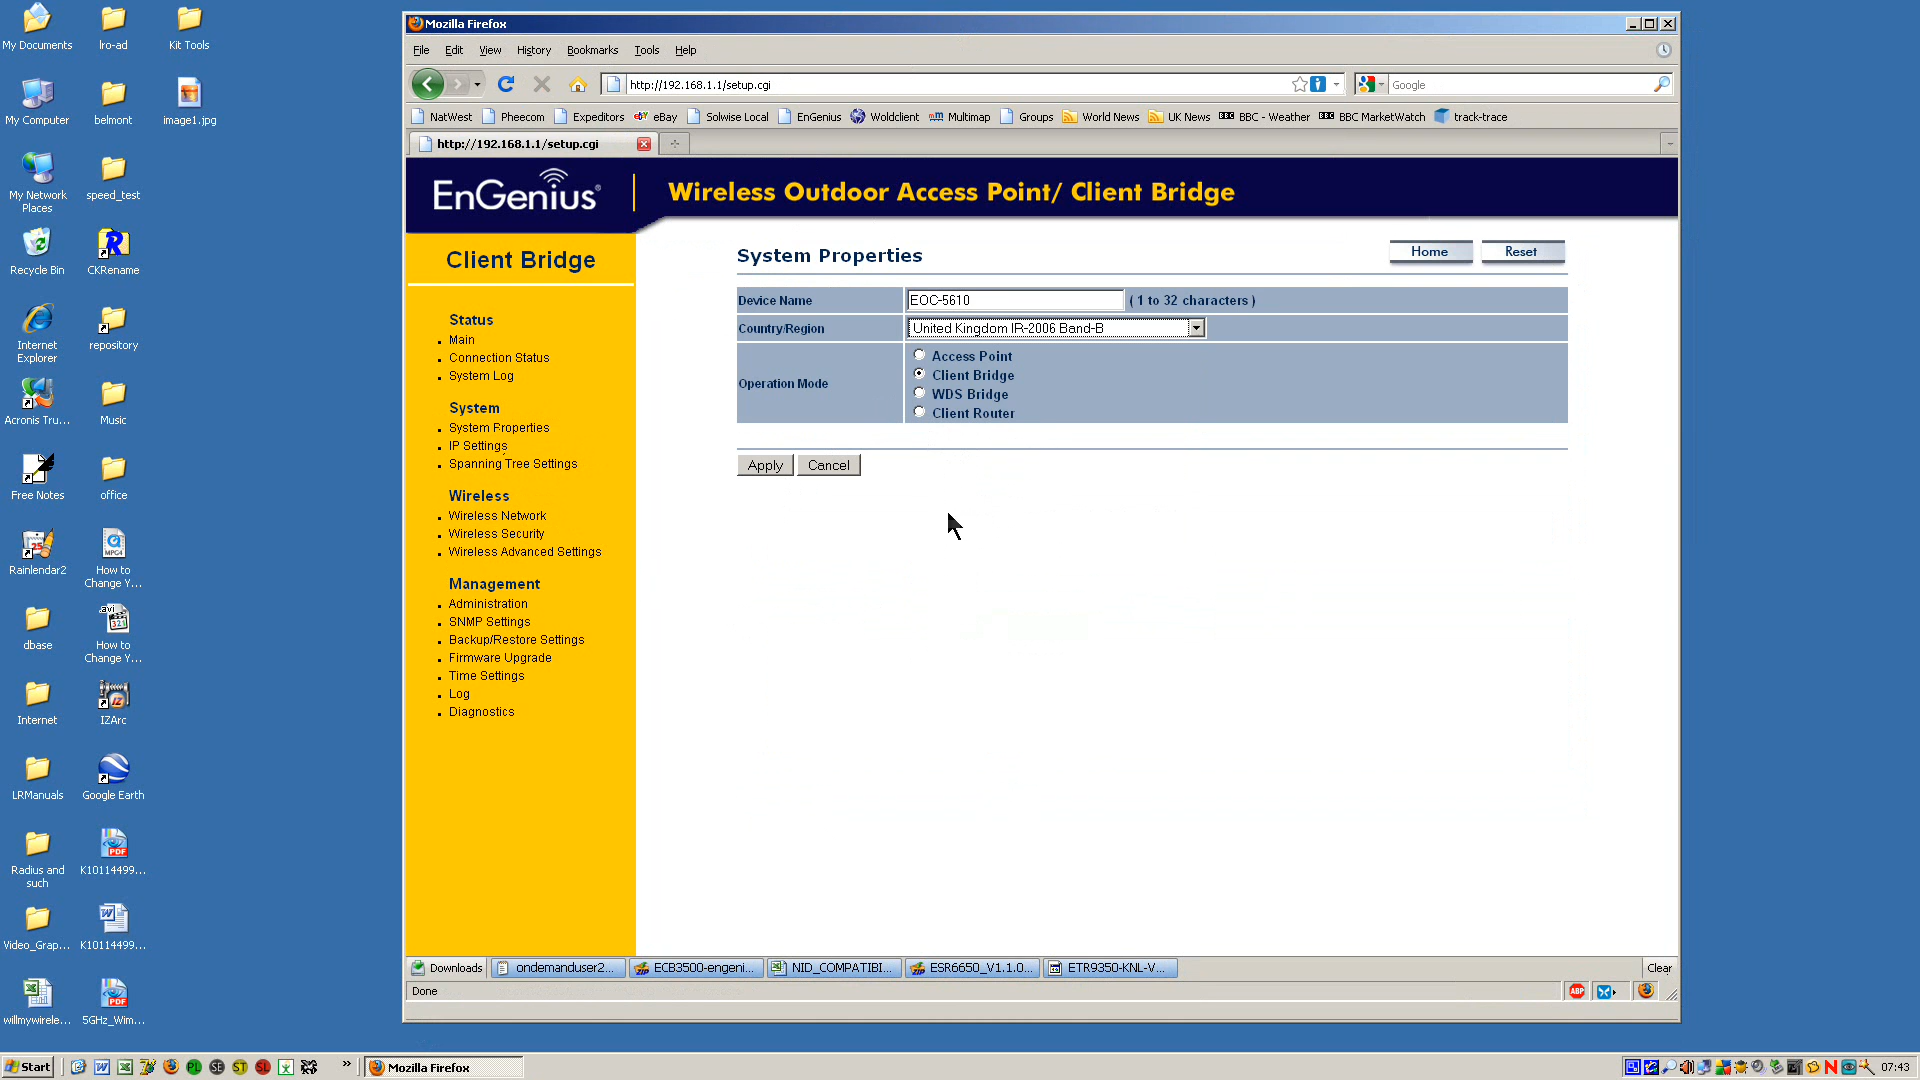 My Documents
lro-ad
Kit Tools
My Computer
belmont
image1.jpg
My Network
Places
speed_test
Recycle Bin
CKRename
Internet
Explorer
repository
Acronis Tru...
Music
Free Notes
office
Rainlendar2
How to
Change Y...
dbase
How to
Change Y...
Internet
IZArc
LRManuals
Google Earth
Radius and
such
K10114499...
Video_Grap...
K10114499...
willmywirele...
5GHz_Wim...
Mozilla Firefox
File Edit View History Bookmarks Tools Help
http://192.168.1.1/setup.cgi
Google
NatWest Pheecom Expeditors eBay Solwise Local EnGenius Woldclient Multimap Groups World News UK News BBC - Weather BBC MarketWatch track-trace
http://192.168.1.1/setup.cgi
EnGenius®
Wireless Outdoor Access Point/ Client Bridge
Client Bridge
Status
Main
Connection Status
System Log
System
System Properties
IP Settings
Spanning Tree Settings
Wireless
Wireless Network
Wireless Security
Wireless Advanced Settings
Management
Administration
SNMP Settings
Backup/Restore Settings
Firmware Upgrade
Time Settings
Log
Diagnostics
System Properties
Home Reset
Device Name EOC-5610 ( 1 to 32 characters )
Country/Region United Kingdom IR-2006 Band-B
Operation Mode
Access Point
Client Bridge
WDS Bridge
Client Router
Apply Cancel
Downloads ondemanduser2... ECB3500-engeni... NID_COMPATIBI... ESR6650_V1.1.0... ETR9350-KNL-V... Clear
Done
ABP
Start
PL SE ST SL
»
Mozilla Firefox
07:43